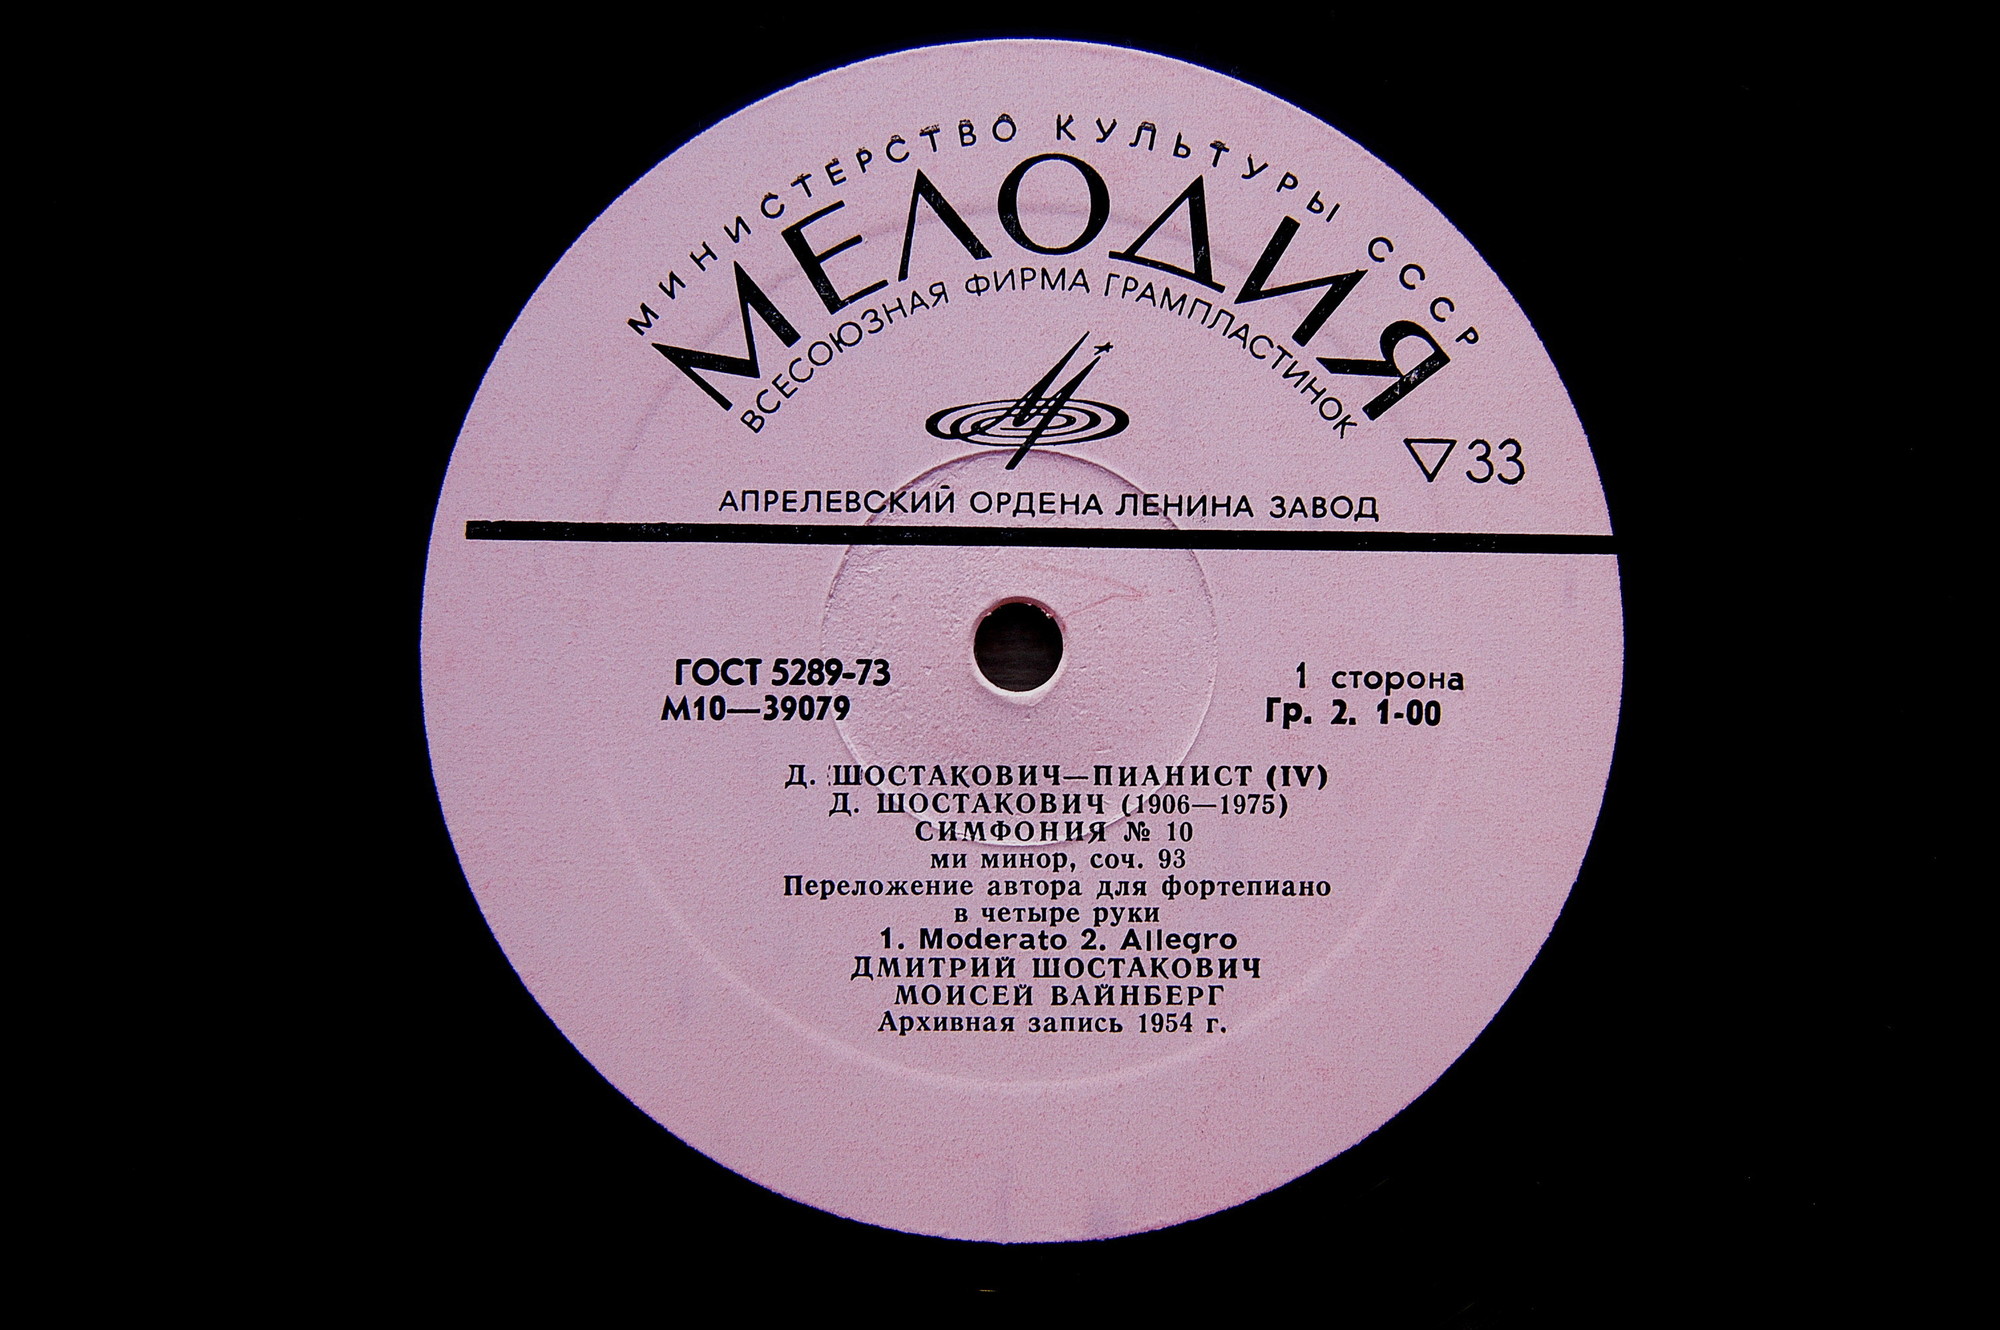 МИНИСТЕРСТВО КУЛЬТУРЫ СССР
МЕЛОДИЯ
ВСЕСОЮЗНАЯ ФИРМА ГРАМПЛАСТИНОК
33
АПРЕЛЕВСКИЙ ОРДЕНА ЛЕНИНА ЗАВОД
ГОСТ 5289-73
М10—39079
1 сторона
Гр. 2. 1-00
Д. ШОСТАКОВИЧ—ПИАНИСТ (IV)
Д. ШОСТАКОВИЧ (1906—1975)
СИМФОНИЯ № 10
ми минор, соч. 93
Переложение автора для фортепиано
в четыре руки
1. Moderato 2. Allegro
ДМИТРИЙ ШОСТАКОВИЧ
МОИСЕЙ ВАЙНБЕРГ
Архивная запись 1954 г.